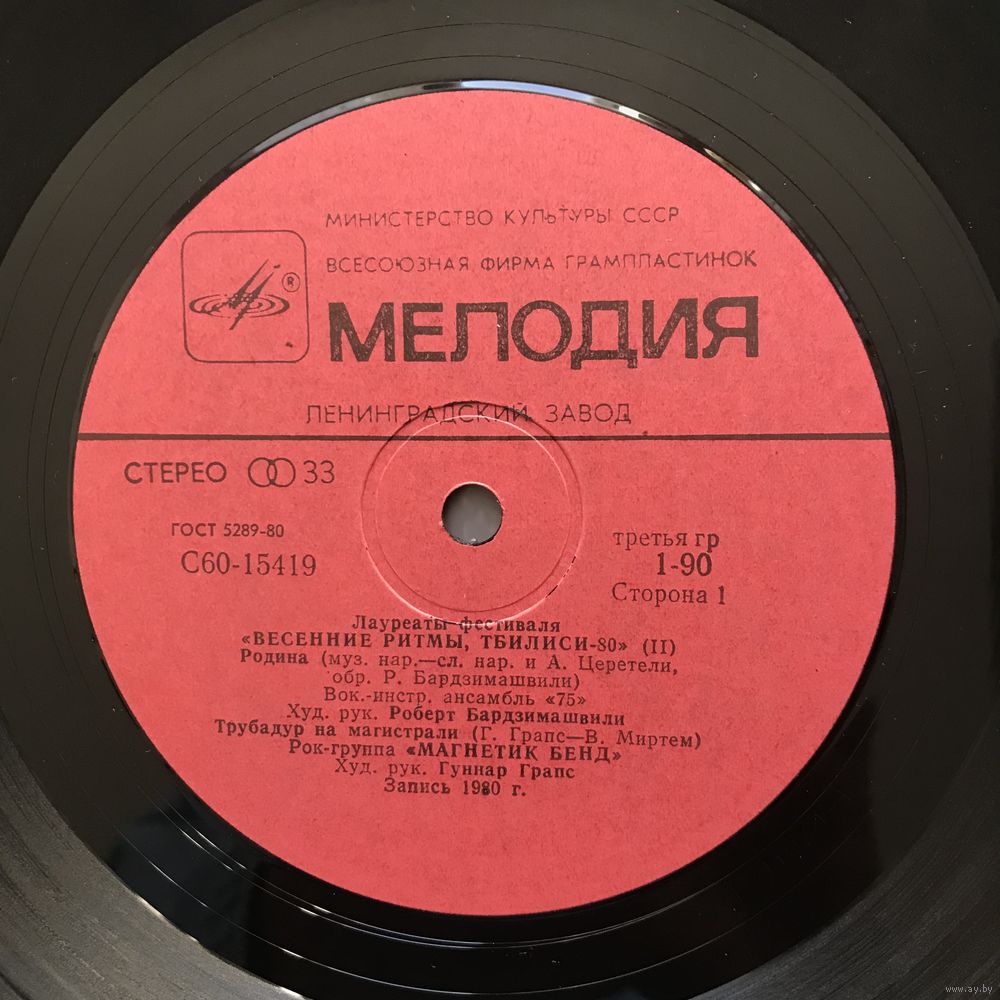 МИНИСТЕРСТВО КУЛЬТУРЫ СССР
ВСЕСОЮЗНАЯ ФИРМА ГРАМПЛАСТИНОК
®
МЕЛОДИЯ
ЛЕНИНГРАДСКИЙ ЗАВОД
СТЕРЕО 33
ГОСТ 5289-80
С60-15419
третья гр
1-90
Сторона 1
Лауреаты фестиваля
«ВЕСЕННИЕ РИТМЫ, ТБИЛИСИ-80» (II)
Родина (муз. нар.—сл. нар. и А. Церетели,
обр. Р. Бардзимашвили)
Вок.-инстр. ансамбль «75»
Худ. рук. Роберт Бардзимашвили
Трубадур на магистрали (Г. Грапс—В. Миртем)
Рок-группа «МАГНЕТИК БЕНД»
Худ. рук. Гуннар Грапс
Запись 1980 г.
www.ay.by